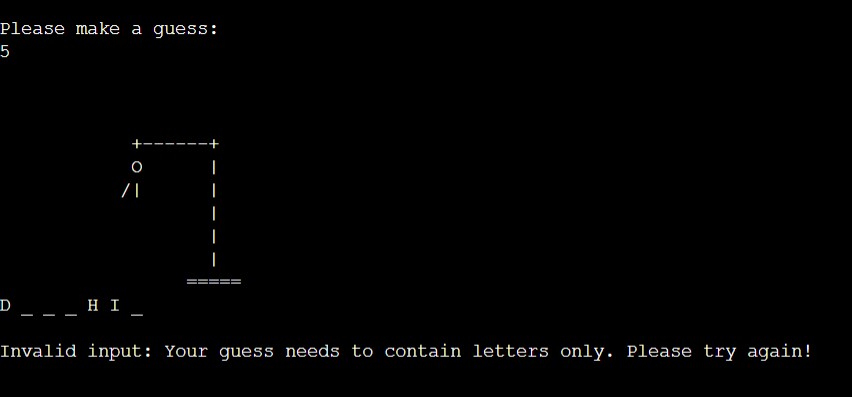 Please make a guess:
5
+------+
O |
/| |
|
|
|
=====
D _ _ _ H I _
Invalid input: Your guess needs to contain letters only. Please try again!